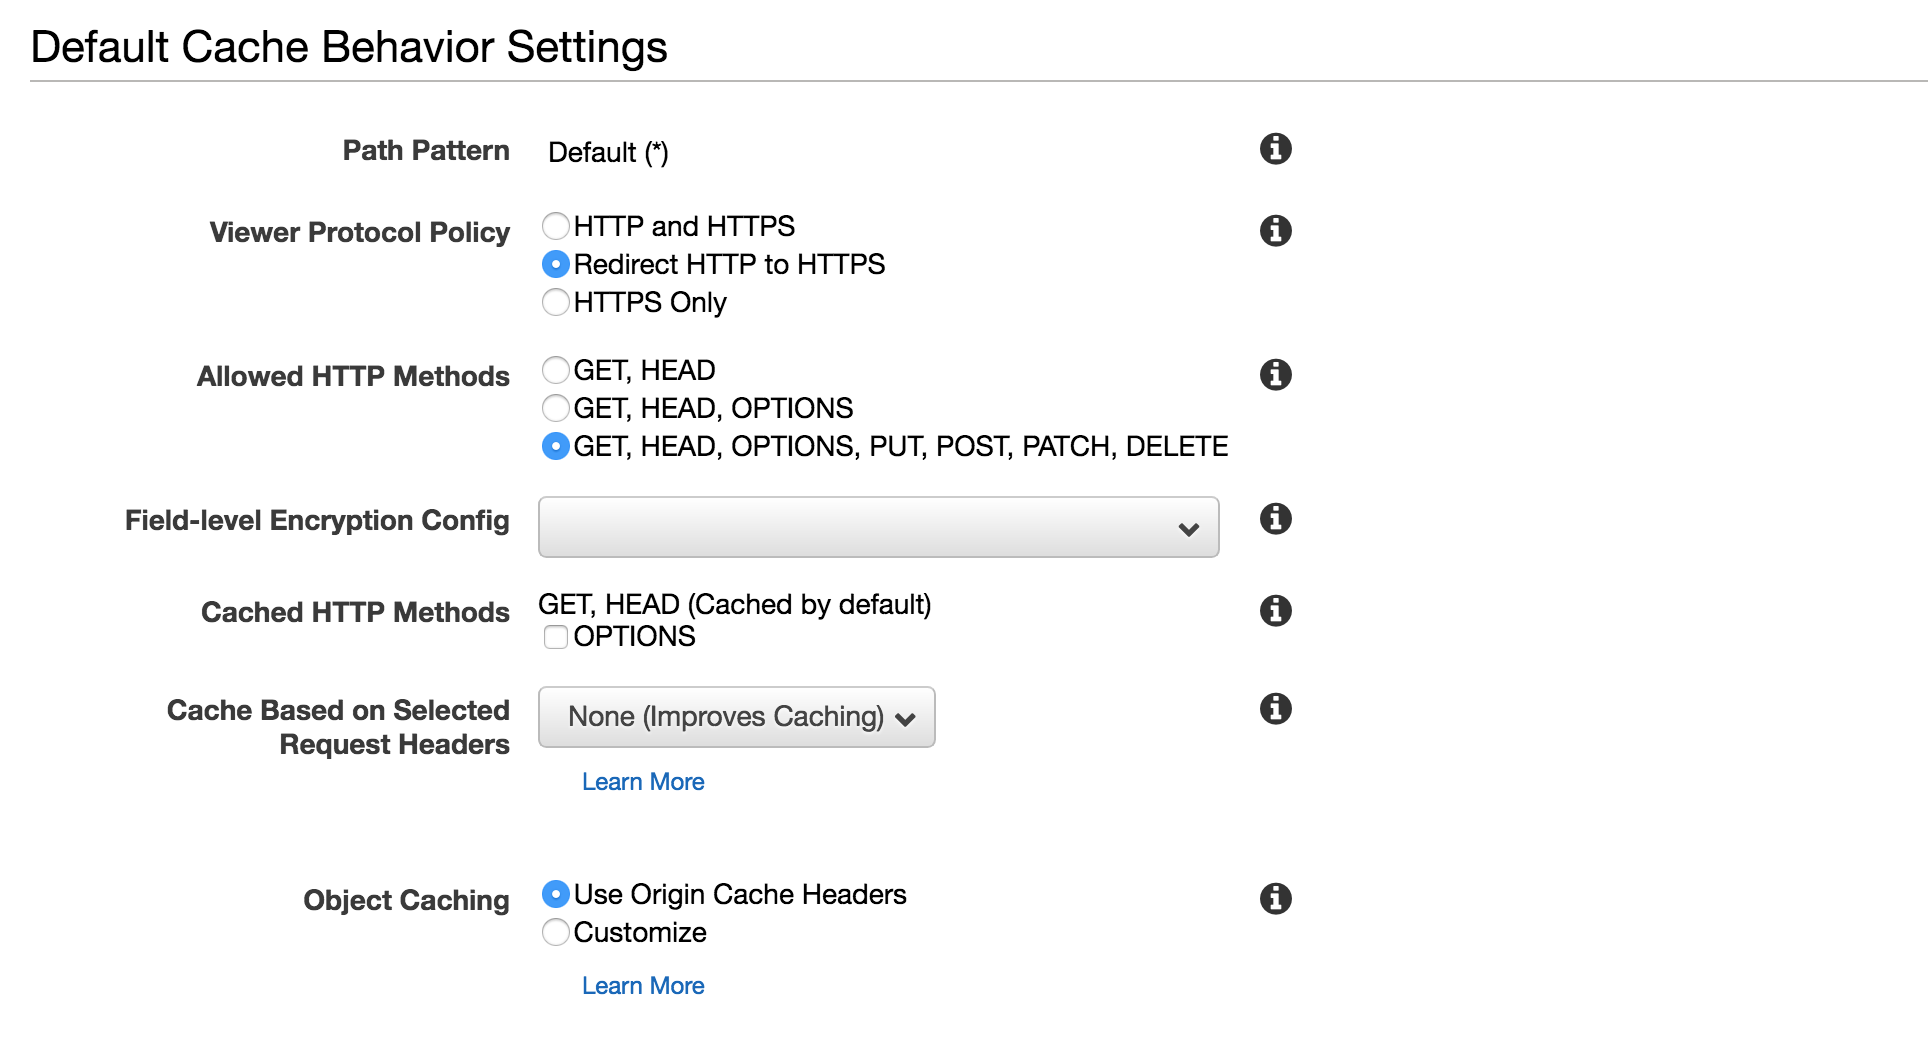 Default Cache Behavior Settings
Path Pattern Default (*)
Viewer Protocol Policy HTTP and HTTPS
Redirect HTTP to HTTPS
HTTPS Only
Allowed HTTP Methods GET, HEAD
GET, HEAD, OPTIONS
GET, HEAD, OPTIONS, PUT, POST, PATCH, DELETE
Field-level Encryption Config
Cached HTTP Methods GET, HEAD (Cached by default)
OPTIONS
Cache Based on Selected
Request Headers
None (Improves Caching)
Learn More
Object Caching Use Origin Cache Headers
Customize
Learn More